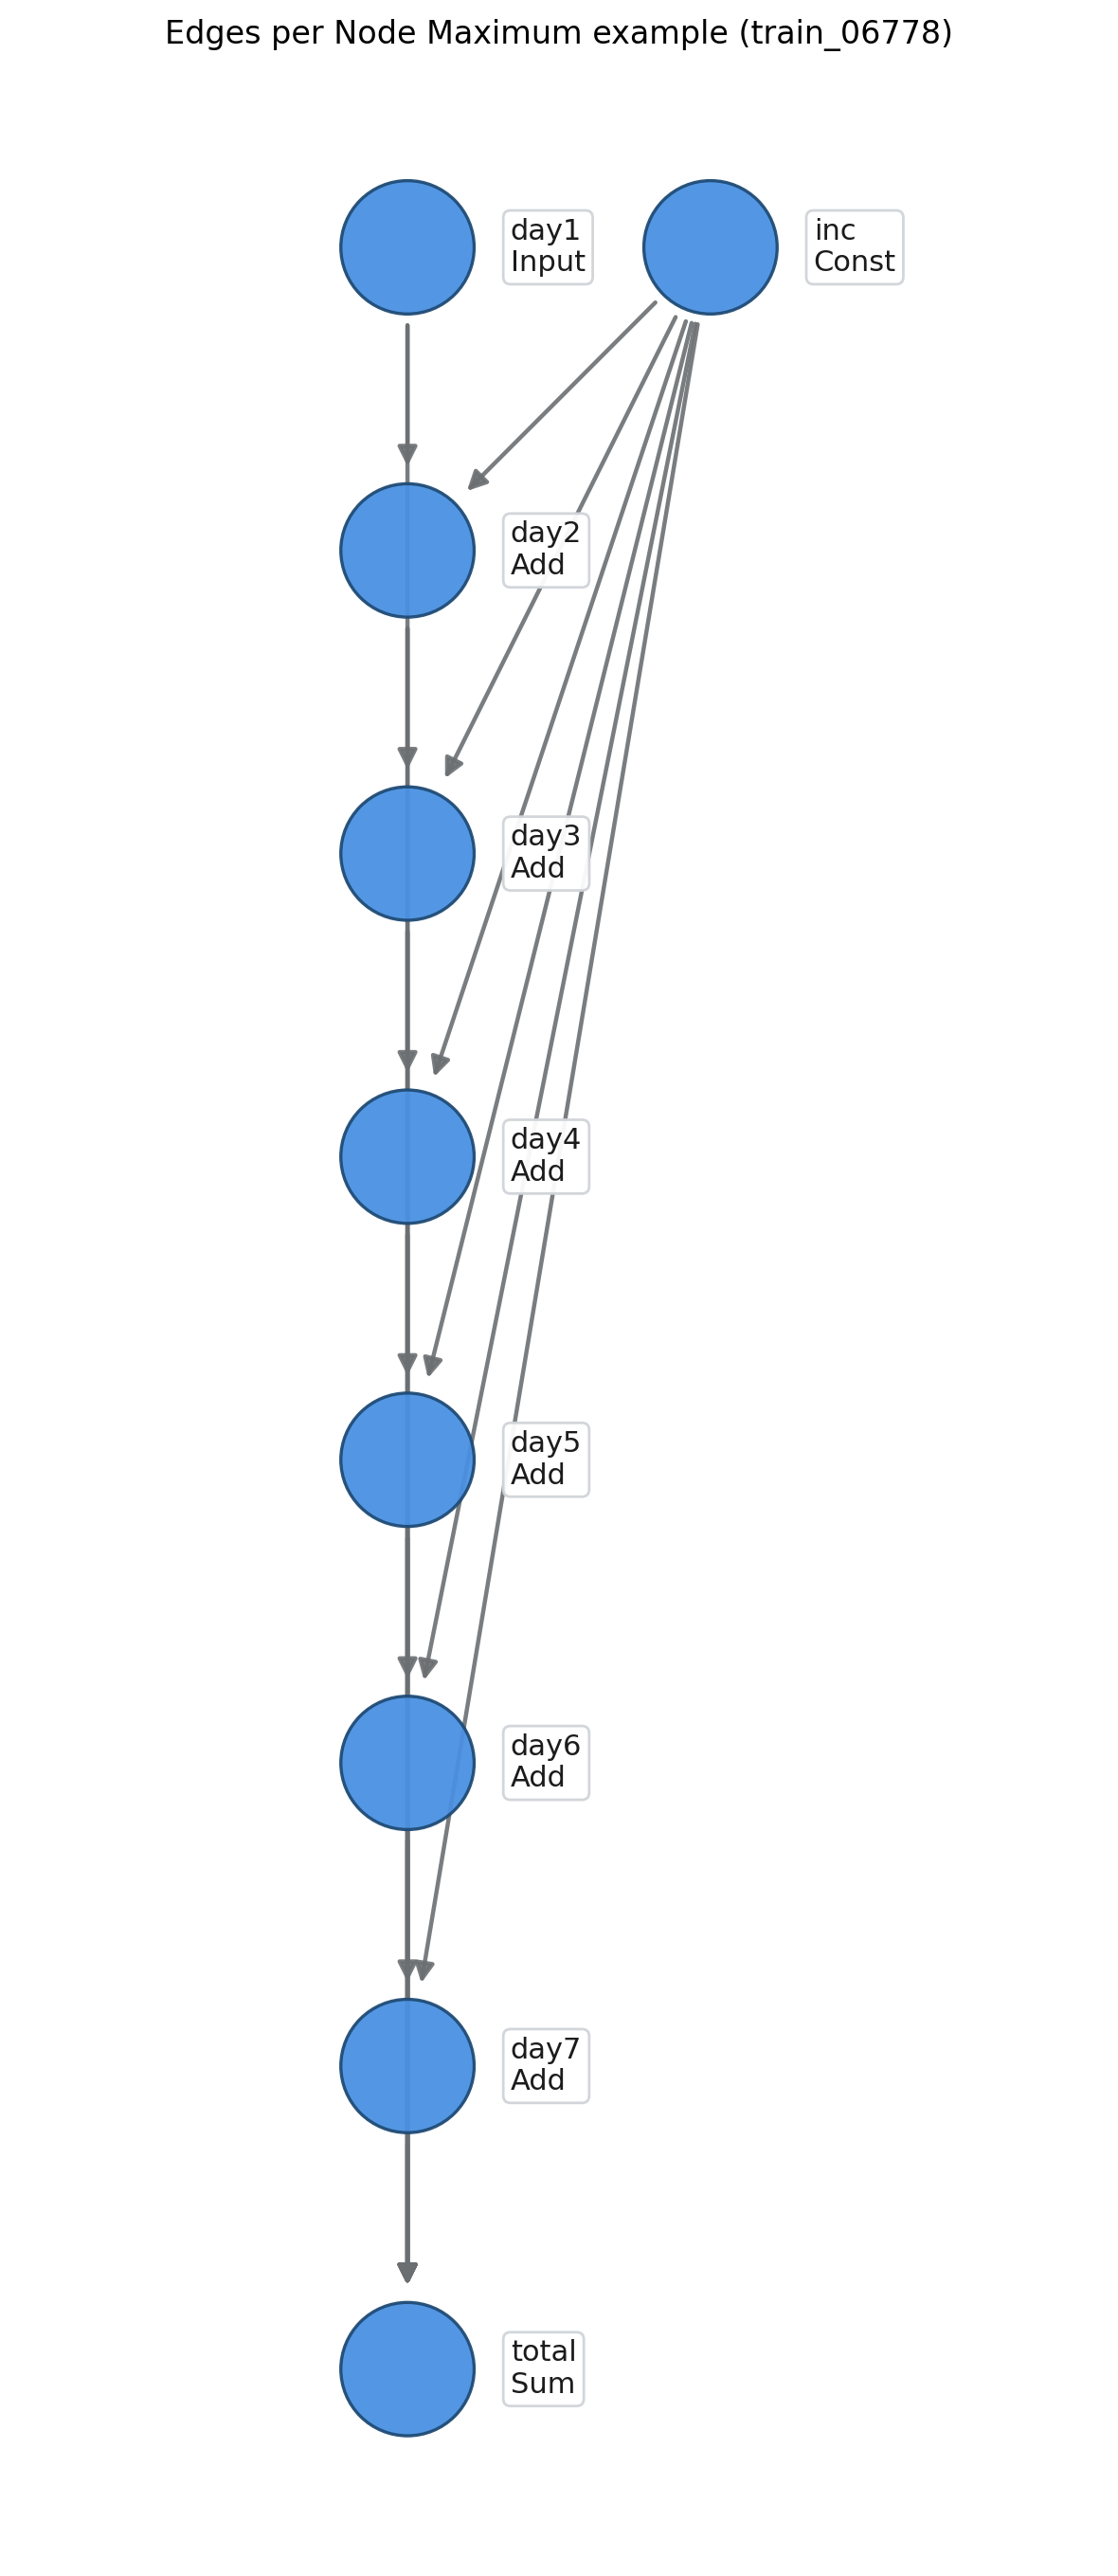 Edges per Node Maximum example (train_06778)
day1
Input
inc
Const
day2
Add
day3
Add
day4
Add
day5
Add
day6
Add
day7
Add
total
Sum